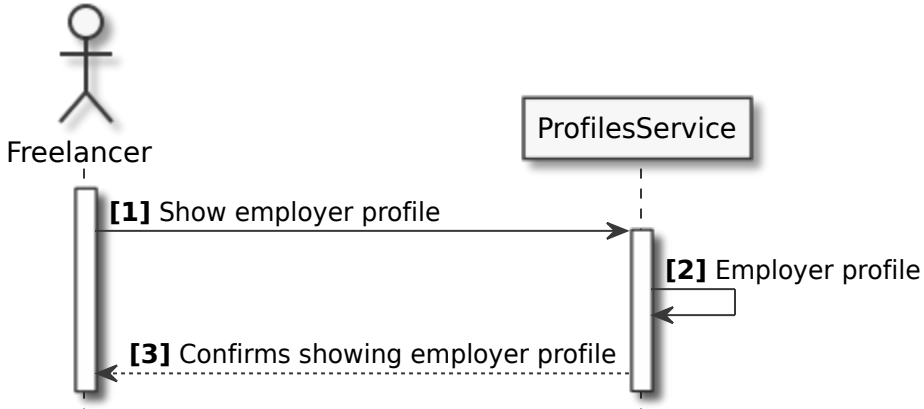 Freelancer
ProfilesService
[1] Show employer profile
[2] Employer profile
[3] Confirms showing employer profile